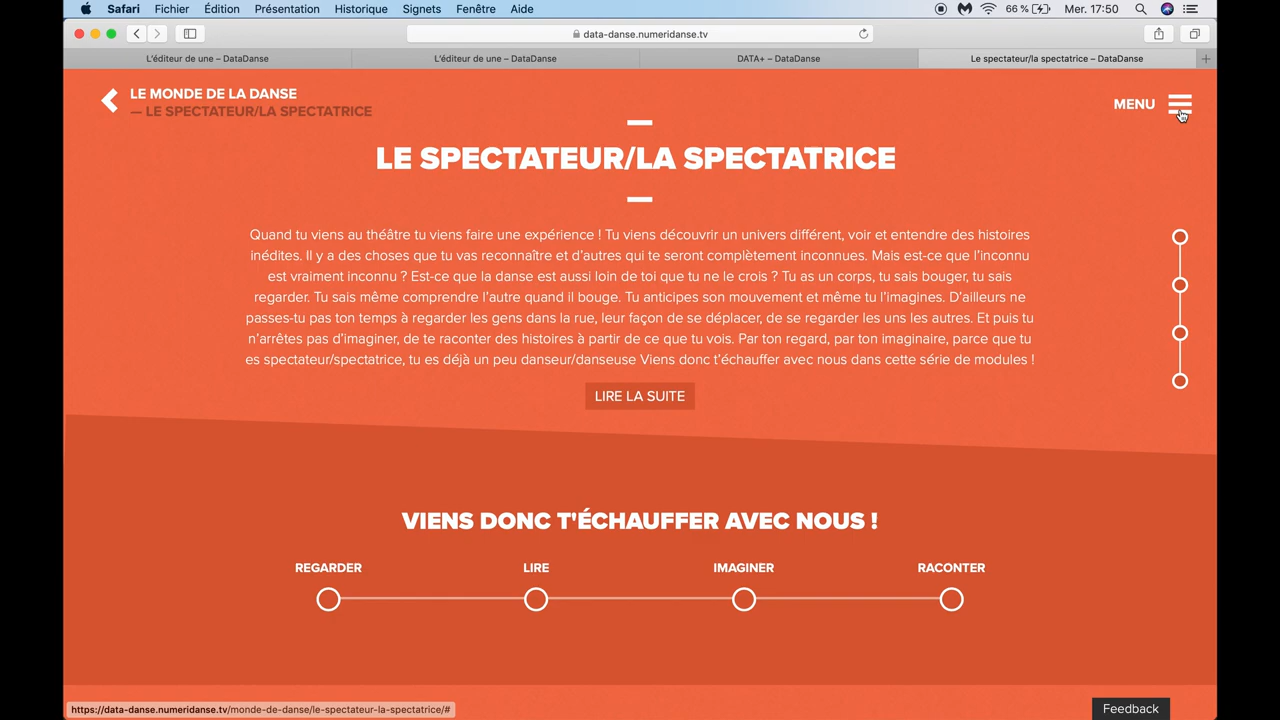 Safari Fichier Édition Présentation Historique Signets Fenêtre Aide 66 % Mer. 17:50
data-danse.numeridanse.tv
L'éditeur de une – DataDanse L'éditeur de une – DataDanse DATA+ – DataDanse Le spectateur/la spectatrice – DataDanse
LE MONDE DE LA DANSE
— LE SPECTATEUR/LA SPECTATRICE
MENU
LE SPECTATEUR/LA SPECTATRICE
Quand tu viens au théâtre tu viens faire une expérience ! Tu viens découvrir un univers différent, voir et entendre des histoires
inédites. Il y a des choses que tu vas reconnaître et d'autres qui te seront complètement inconnues. Mais est-ce que l'inconnu
est vraiment inconnu ? Est-ce que la danse est aussi loin de toi que tu ne le crois ? Tu as un corps, tu sais bouger, tu sais
regarder. Tu sais même comprendre l'autre quand il bouge. Tu anticipes son mouvement et même tu l'imagines. D'ailleurs ne
passes-tu pas ton temps à regarder les gens dans la rue, leur façon de se déplacer, de se regarder les uns les autres. Et puis tu
n'arrêtes pas d'imaginer, de te raconter des histoires à partir de ce que tu vois. Par ton regard, par ton imaginaire, parce que tu
es spectateur/spectatrice, tu es déjà un peu danseur/danseuse Viens donc t'échauffer avec nous dans cette série de modules !
LIRE LA SUITE
VIENS DONC T'ÉCHAUFFER AVEC NOUS !
REGARDER LIRE IMAGINER RACONTER
https://data-danse.numeridanse.tv/monde-de-danse/le-spectateur-la-spectatrice/#
Feedback